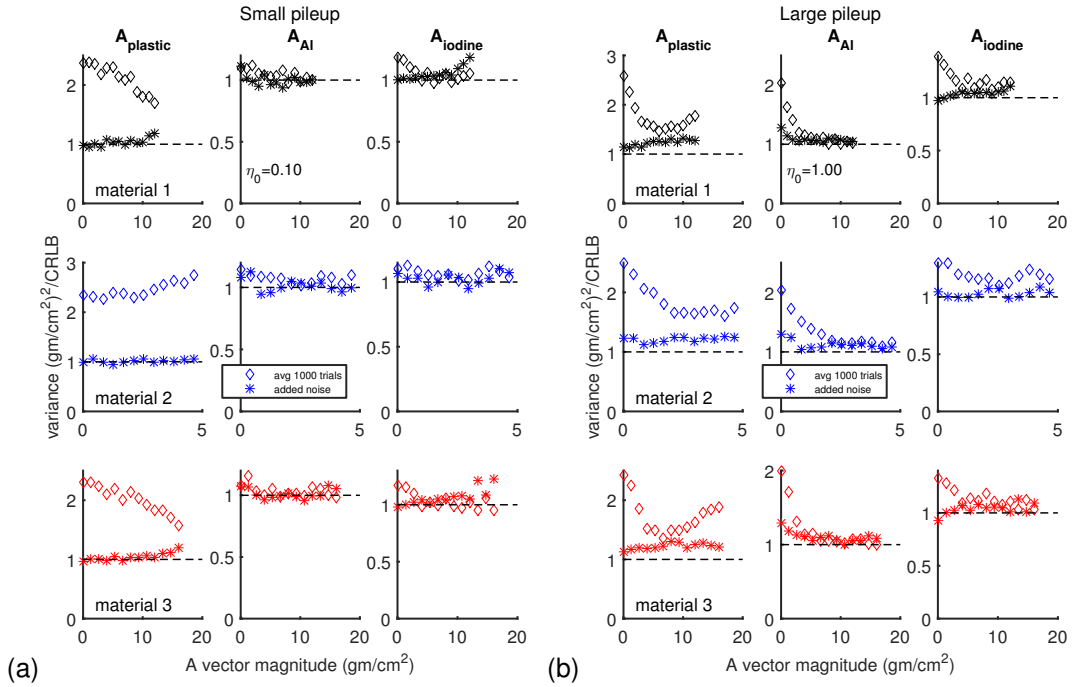 Small pileup
A_plastic
A_Al
A_iodine
2
1
0
material 1
0 10 20
1
0.5
0
η_0=0.10
0 10 20
1
0.5
0
0 10 20
variance (gm/cm^2)^2/CRLB
3
2
1
0
material 2
0 5
1
0.5
0
avg 1000 trials
added noise
0 5
1
0.5
0
0 5
2
1
0
material 3
0 10 20
1
0.5
0
0 10 20
1
0.5
0
0 10 20
A vector magnitude (gm/cm^2)
(a)
Large pileup
A_plastic
A_Al
A_iodine
3
2
1
0
material 1
0 10 20
2
1
0
η_0=1.00
0 10 20
1
0.5
0
0 10 20
variance (gm/cm^2)^2/CRLB
2
1
0
material 2
0 5
2
1
0
avg 1000 trials
added noise
0 5
1
0.5
0
0 5
2
1
0
material 3
0 10 20
2
1
0
0 10 20
1
0.5
0
0 10 20
A vector magnitude (gm/cm^2)
(b)